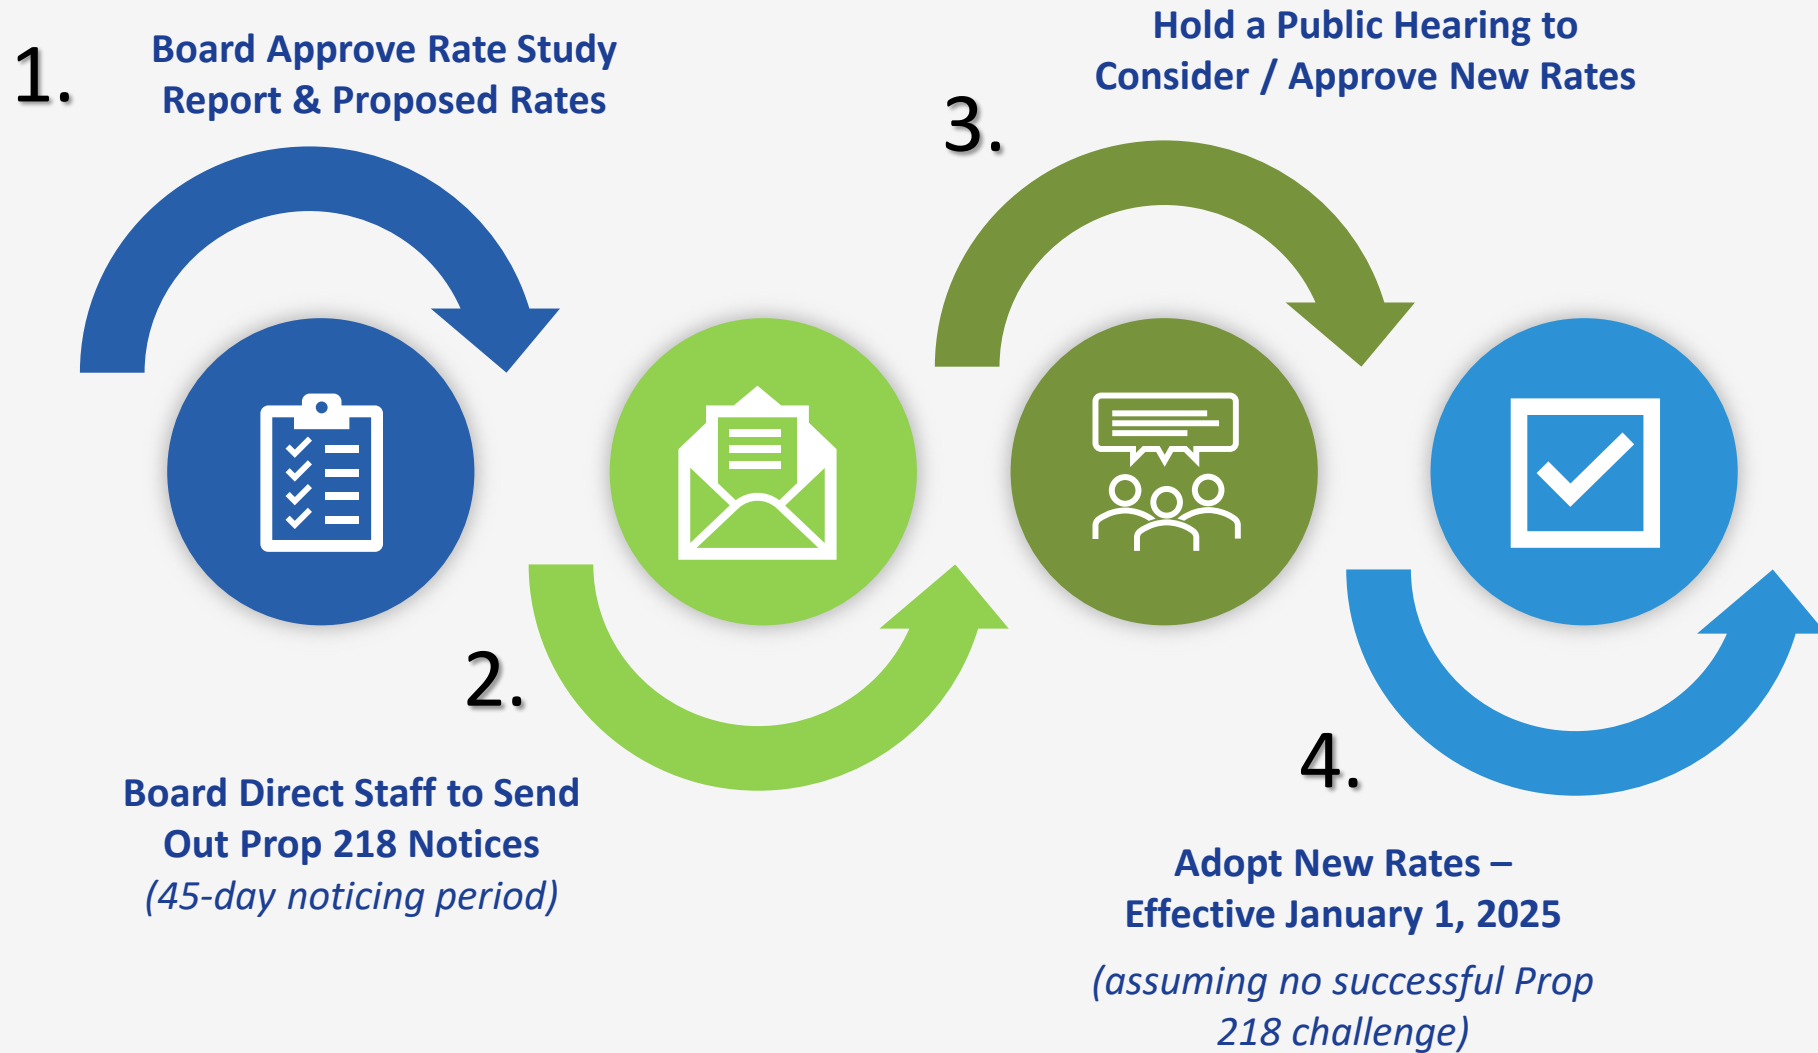 1.
Board Approve Rate Study
Report & Proposed Rates
2.
Board Direct Staff to Send
Out Prop 218 Notices
(45-day noticing period)
3.
Hold a Public Hearing to
Consider / Approve New Rates
4.
Adopt New Rates –
Effective January 1, 2025
(assuming no successful Prop
218 challenge)